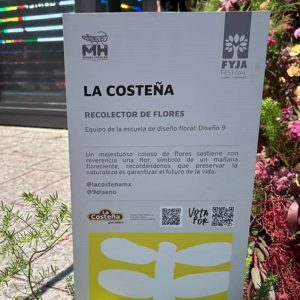 MH
FYJA
FESTIVAL
LA COSTEÑA
RECOLECTOR DE FLORES
Equipo de la escuela de diseño floral: Diseño 9
Un majestuoso coloso de flores sostiene con
reverencia una flor, símbolo de un mañana
floreciente, recordándonos que preservar la
naturaleza es garantizar el futuro de la vida.
@lacostenamx
@9diseno
La
Costeña
VOTA
POR